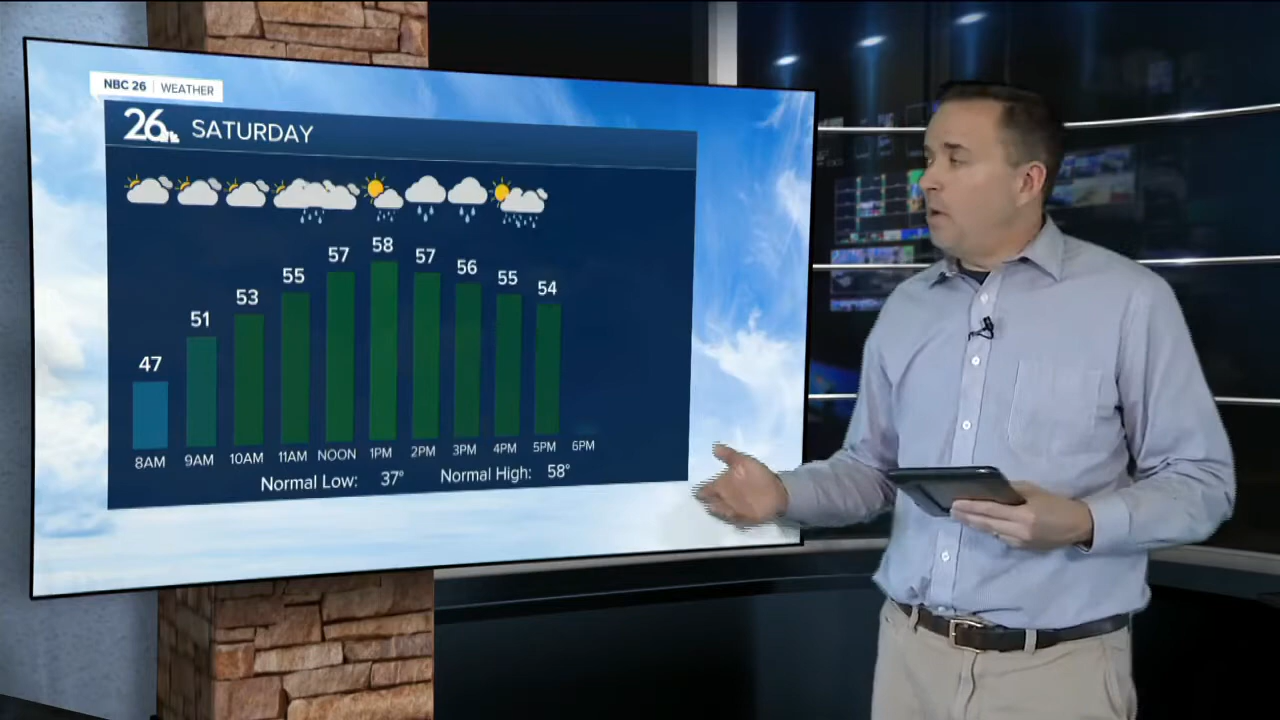 NBC 26 | WEATHER
26 SATURDAY
47 51 53 55 57 58 57 56 55 54
8AM 9AM 10AM 11AM NOON 1PM 2PM 3PM 4PM 5PM 6PM
Normal Low: 37° Normal High: 58°